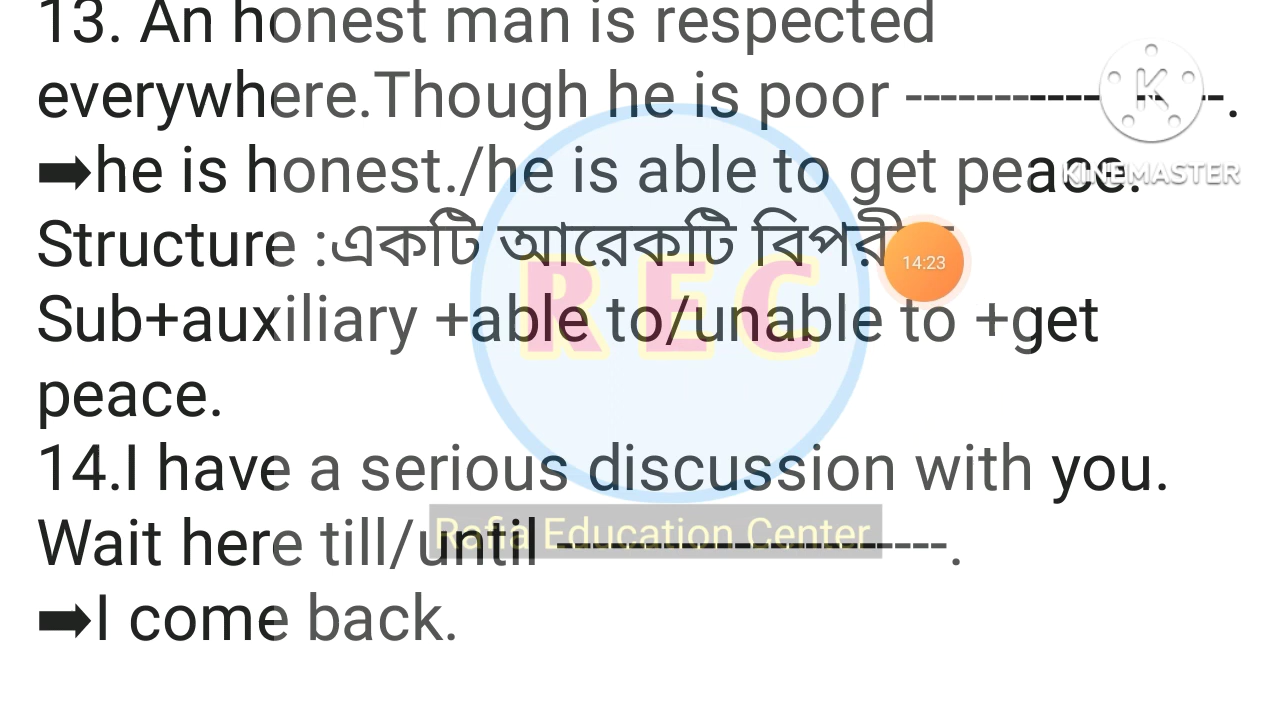 13. An honest man is respected
everywhere.Though he is poor -------------------.
➡he is honest./he is able to get peace.
KINEMASTER
Structure :একটি আরেকটি
14:23
REC
Sub+auxiliary +able to/unable to +get
peace.
14.I have a serious discussion with you.
Wait here till/until ----------------------.
Rafia Education Center
➡I come back.